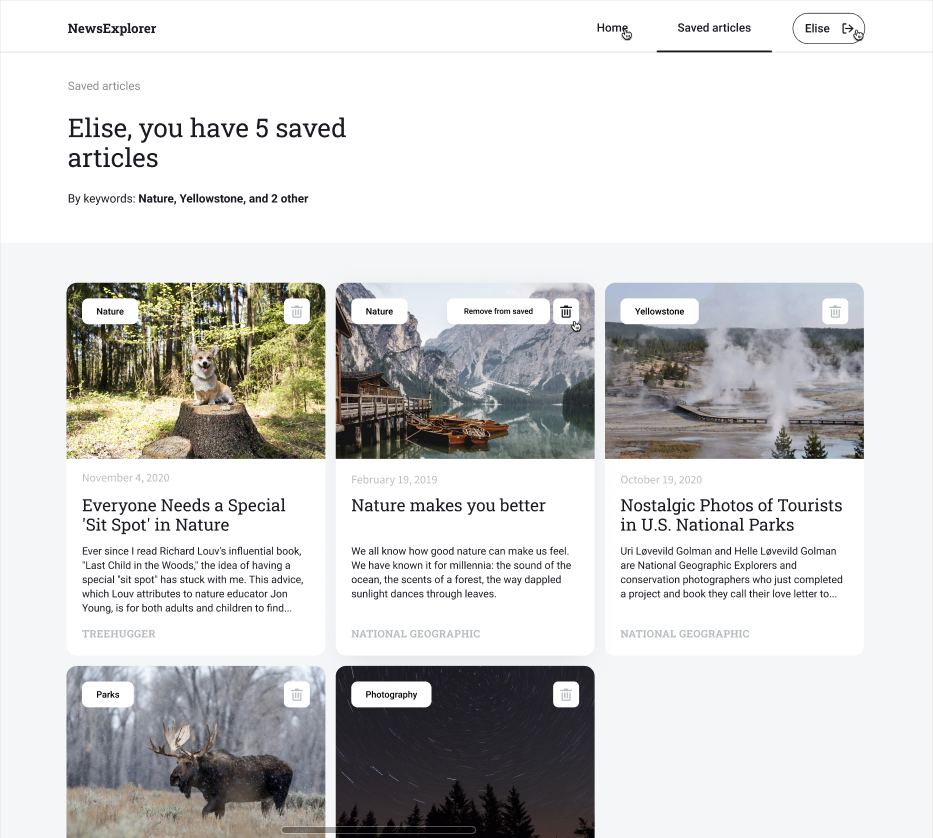 NewsExplorer
Home
Saved articles
Elise
Saved articles
Elise, you have 5 saved
articles
By keywords: Nature, Yellowstone, and 2 other
Nature
November 4, 2020
Everyone Needs a Special
'Sit Spot' in Nature
Ever since I read Richard Louv's influential book,
"Last Child in the Woods," the idea of having a
special "sit spot" has stuck with me. This advice,
which Louv attributes to nature educator Jon
Young, is for both adults and children to find...
TREEHUGGER
Nature
Remove from saved
February 19, 2019
Nature makes you better
We all know how good nature can make us feel.
We have known it for millennia: the sound of the
ocean, the scents of a forest, the way dappled
sunlight dances through leaves.
NATIONAL GEOGRAPHIC
Yellowstone
October 19, 2020
Nostalgic Photos of Tourists
in U.S. National Parks
Uri Løvevild Golman and Helle Løvevild Golman
are National Geographic Explorers and
conservation photographers who just completed
a project and book they call their love letter to...
NATIONAL GEOGRAPHIC
Parks
Photography